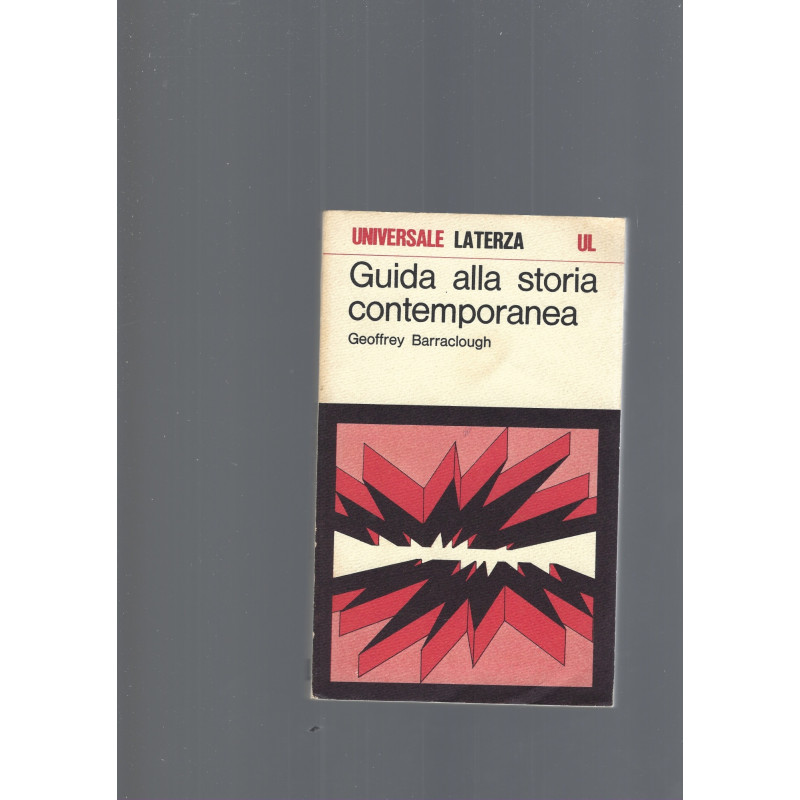 UNIVERSALE LATERZA UL
Guida alla storia
contemporanea
Geoffrey Barraclough